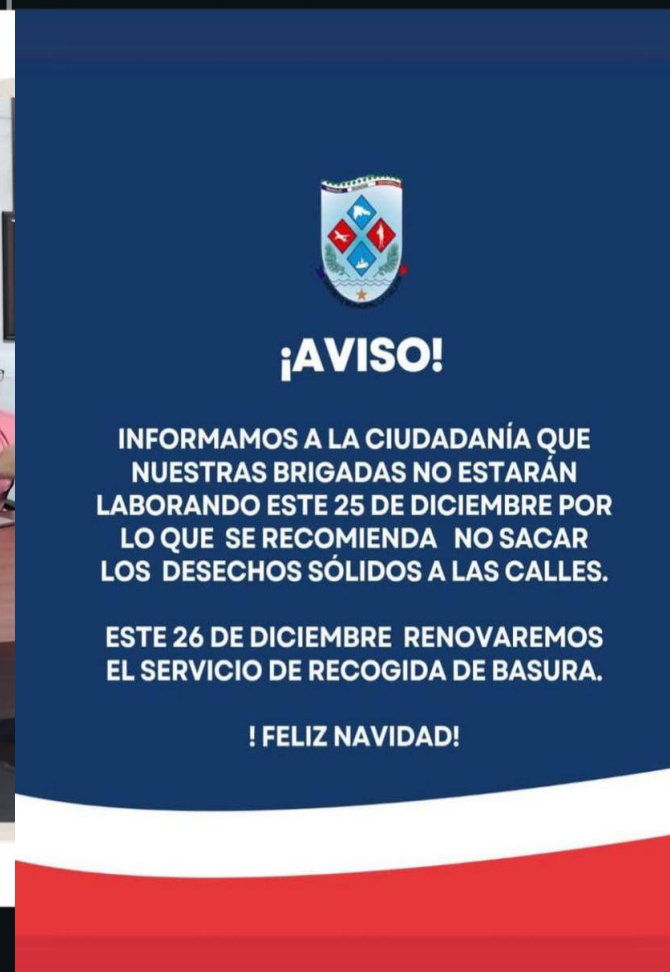 ¡AVISO!
INFORMAMOS A LA CIUDADANÍA QUE
NUESTRAS BRIGADAS NO ESTARÁN
LABORANDO ESTE 25 DE DICIEMBRE POR
LO QUE SE RECOMIENDA NO SACAR
LOS DESECHOS SÓLIDOS A LAS CALLES.
ESTE 26 DE DICIEMBRE RENOVAREMOS
EL SERVICIO DE RECOGIDA DE BASURA.
! FELIZ NAVIDAD!